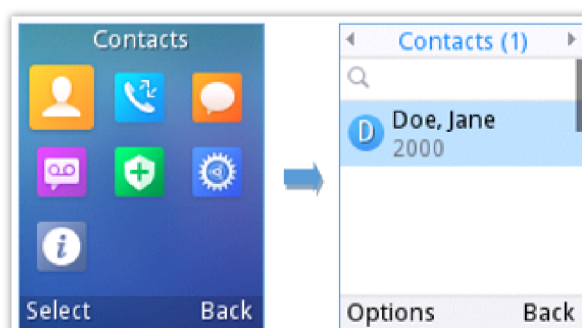 Contacts
Select Back
Contacts (1)
D
Doe, Jane
2000
Options Back